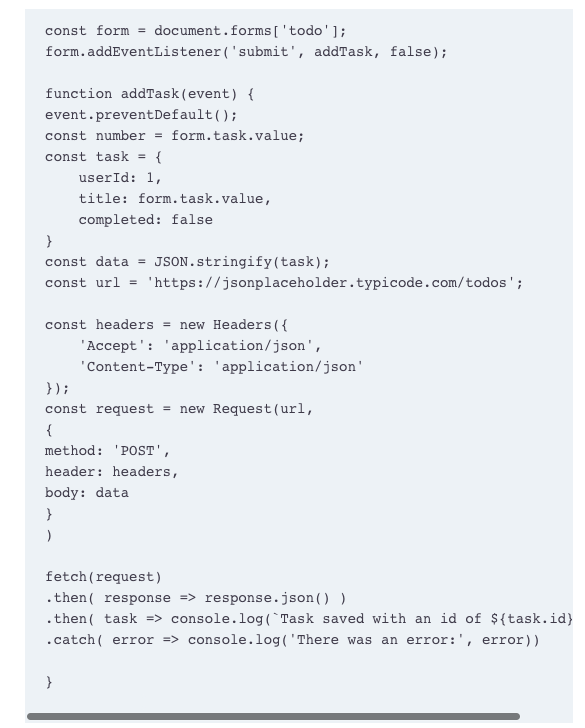 const form = document.forms['todo'];
form.addEventListener('submit', addTask, false);

function addTask(event) {
event.preventDefault();
const number = form.task.value;
const task = {
    userId: 1,
    title: form.task.value,
    completed: false
}
const data = JSON.stringify(task);
const url = 'https://jsonplaceholder.typicode.com/todos';

const headers = new Headers({
    'Accept': 'application/json',
    'Content-Type': 'application/json'
});
const request = new Request(url,
{
method: 'POST',
header: headers,
body: data
}
)

fetch(request)
.then( response => response.json() )
.then( task => console.log(`Task saved with an id of ${task.id}
.catch( error => console.log('There was an error:', error))

}